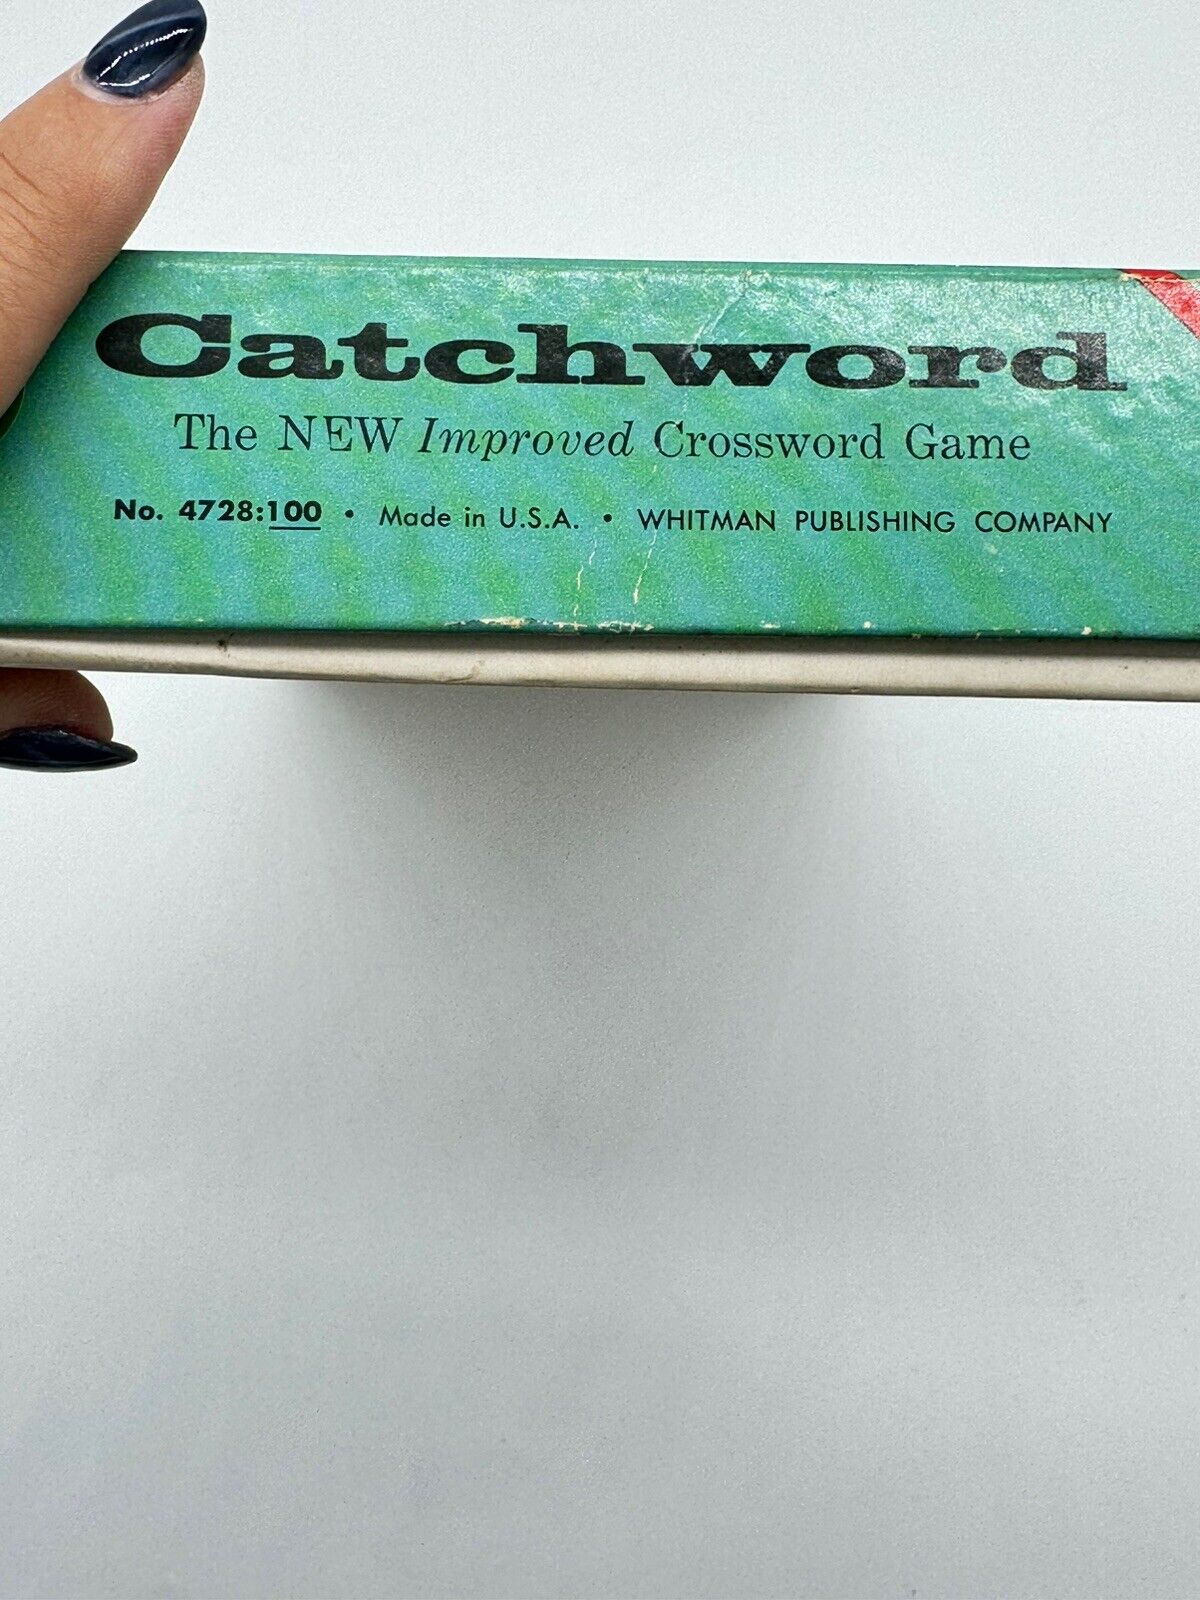 Catchword
The NEW Improved Crossword Game
No. 4728:100 • Made in U.S.A. • WHITMAN PUBLISHING COMPANY